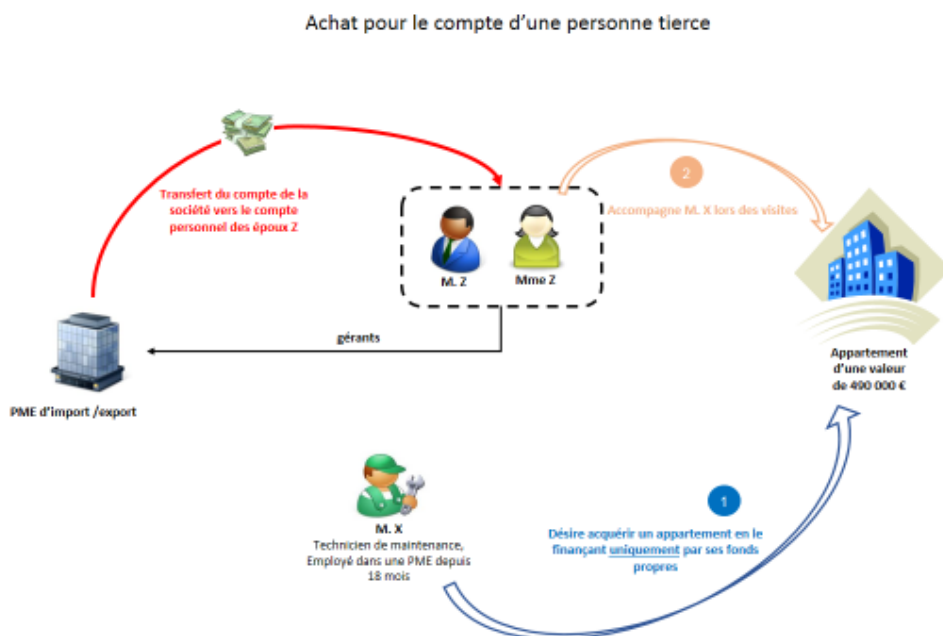 Achat pour le compte d'une personne tierce
Transfert du compte de la
société vers le compte
personnel des époux Z
2
Accompagne M. X lors des visites
M. Z
Mme Z
gérants
Appartement
d'une valeur
de 490 000 €
PME d'import /export
1
M. X
Technicien de maintenance,
Employé dans une PME depuis
18 mois
Désire acquérir un appartement en le
finançant uniquement par ses fonds
propres